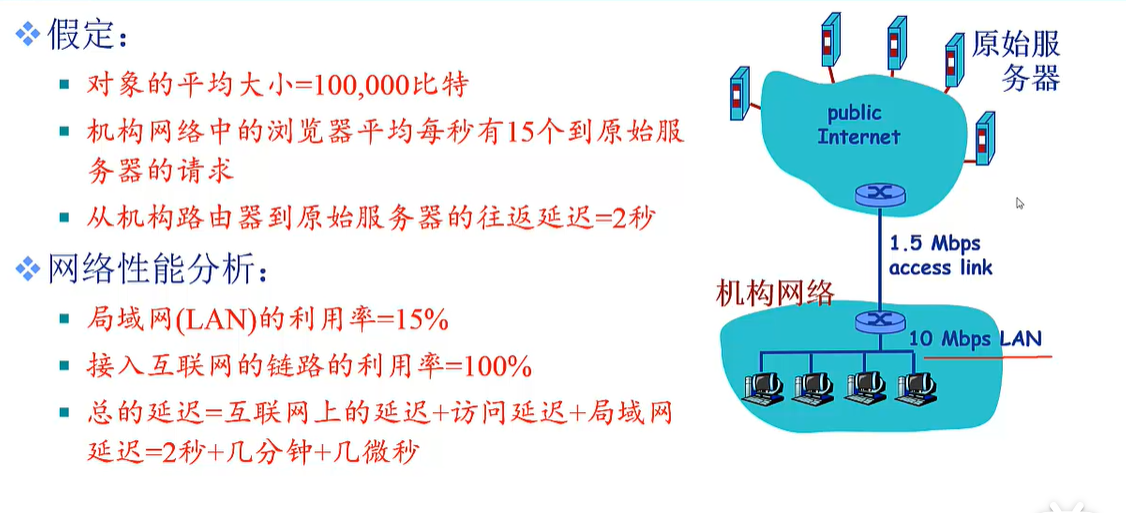 假定：
对象的平均大小=100,000比特
机构网络中的浏览器平均每秒有15个到原始服
务器的请求
从机构路由器到原始服务器的往返延迟=2秒
网络性能分析：
局域网(LAN)的利用率=15%
接入互联网的链路的利用率=100%
总的延迟=互联网上的延迟+访问延迟+局域网
延迟=2秒+几分钟+几微秒
原始服
务器
public
Internet
1.5 Mbps
access link
机构网络
10 Mbps LAN